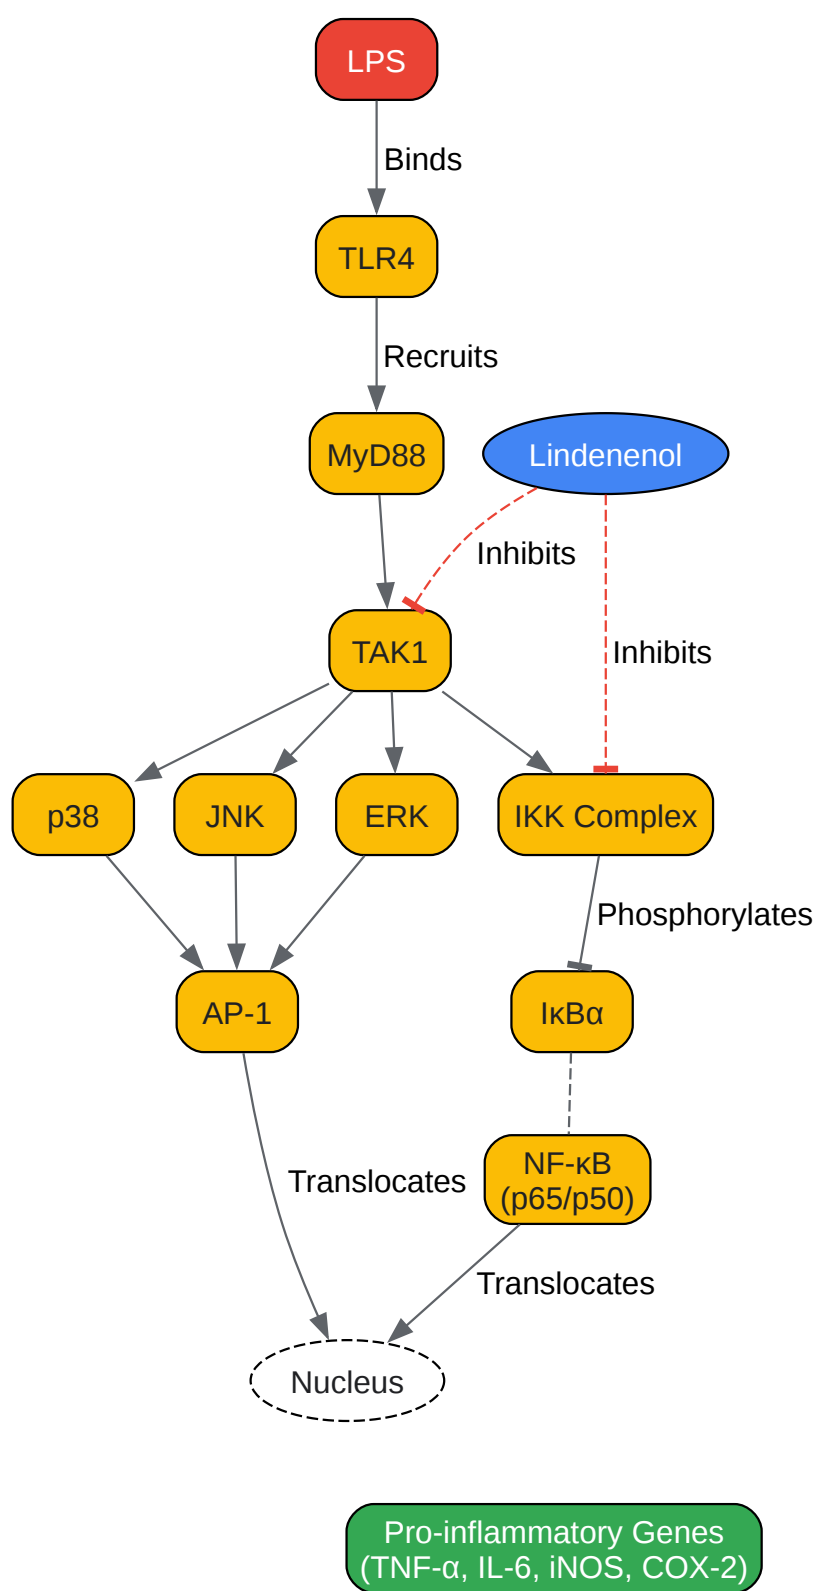 LPS
Binds
TLR4
Recruits
MyD88
Lindenenol
Inhibits
TAK1
Inhibits
p38
JNK
ERK
IKK Complex
Phosphorylates
AP-1
IκBα
NF-κB
(p65/p50)
Translocates
Translocates
Nucleus
Pro-inflammatory Genes
(TNF-α, IL-6, iNOS, COX-2)